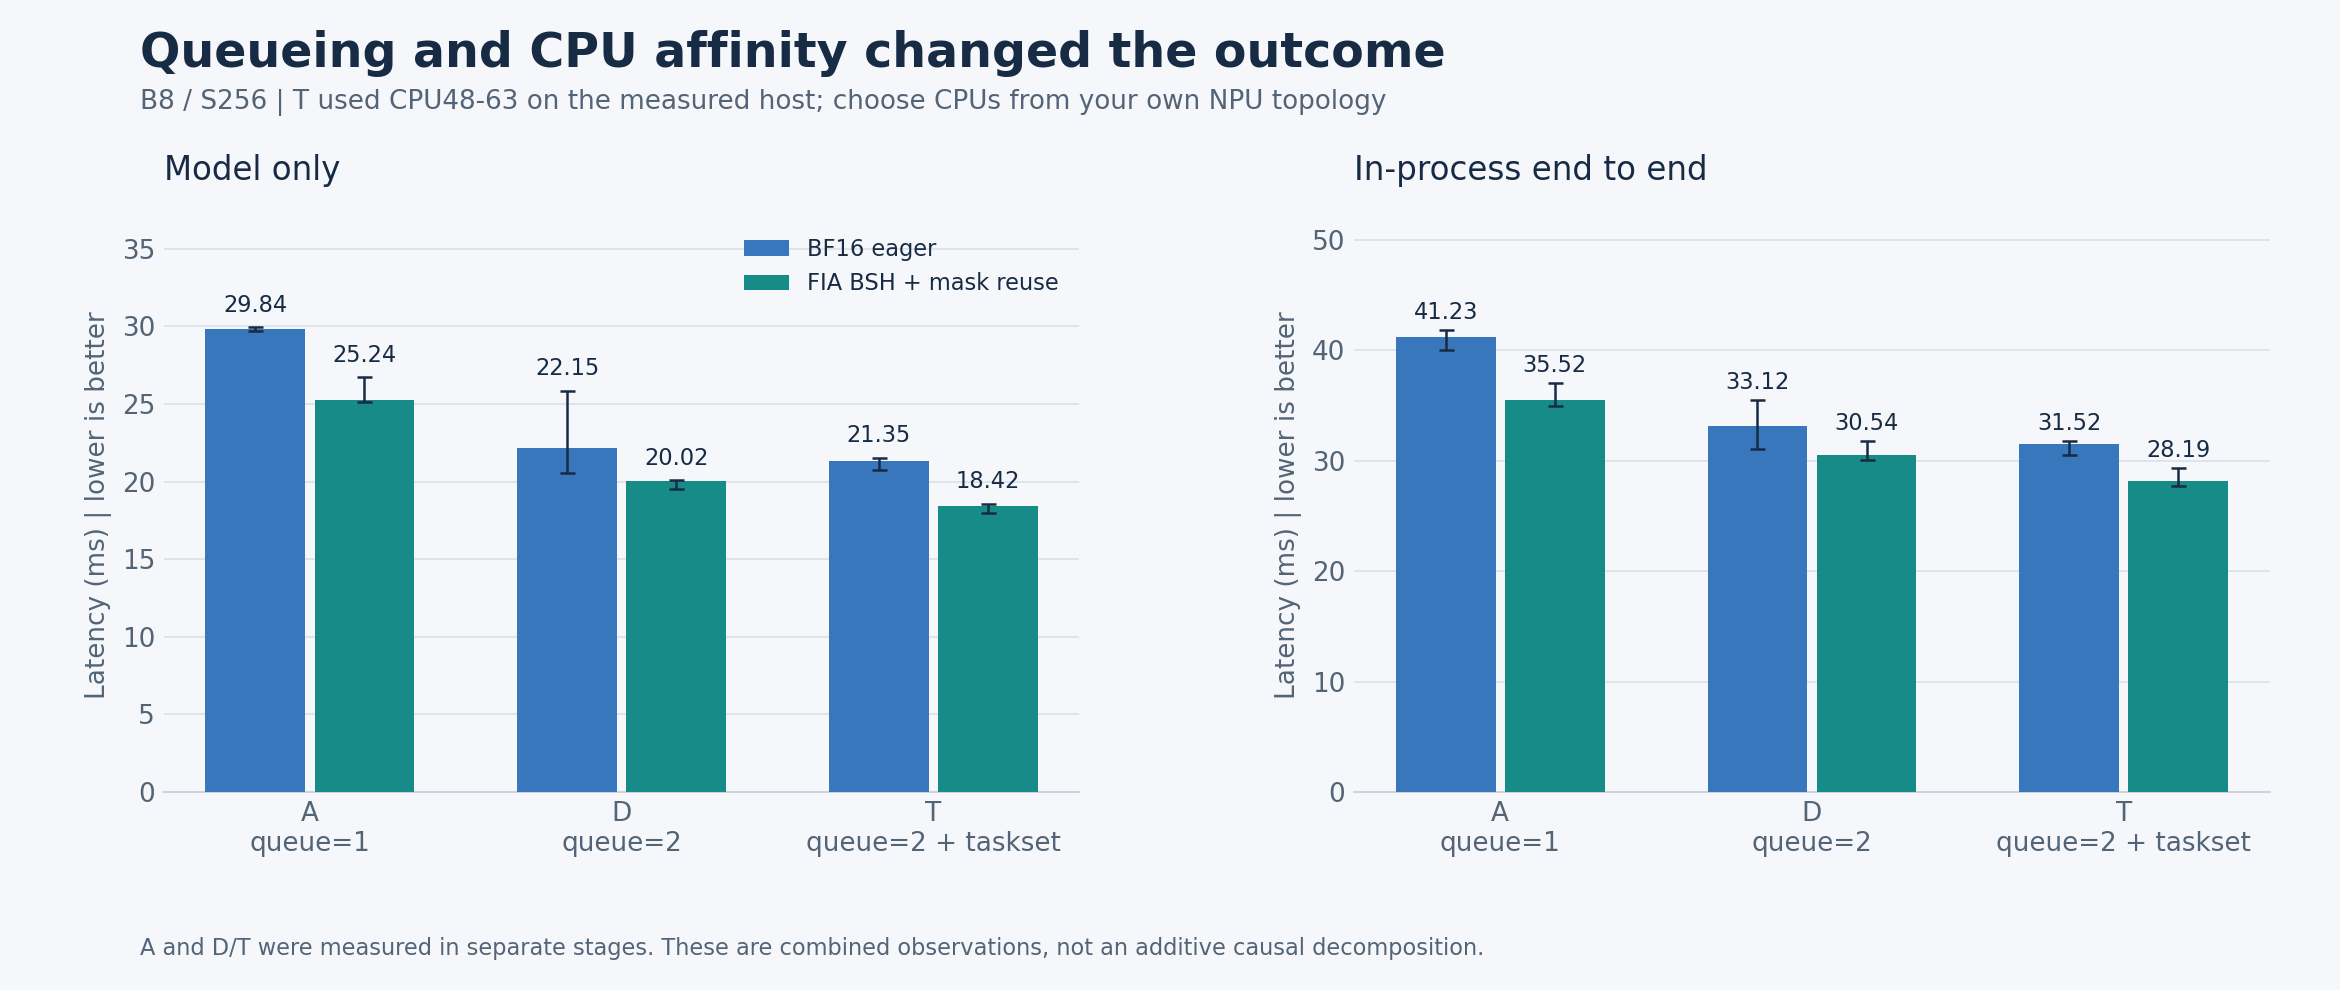 Queueing and CPU affinity changed the outcome
B8 / S256 | T used CPU48-63 on the measured host; choose CPUs from your own NPU topology
Model only
Latency (ms) | lower is better
35
30
25
20
15
10
5
0
BF16 eager
FIA BSH + mask reuse
29.84
25.24
22.15
20.02
21.35
18.42
A
queue=1
D
queue=2
T
queue=2 + taskset
In-process end to end
Latency (ms) | lower is better
50
40
30
20
10
0
41.23
35.52
33.12
30.54
31.52
28.19
A
queue=1
D
queue=2
T
queue=2 + taskset
A and D/T were measured in separate stages. These are combined observations, not an additive causal decomposition.